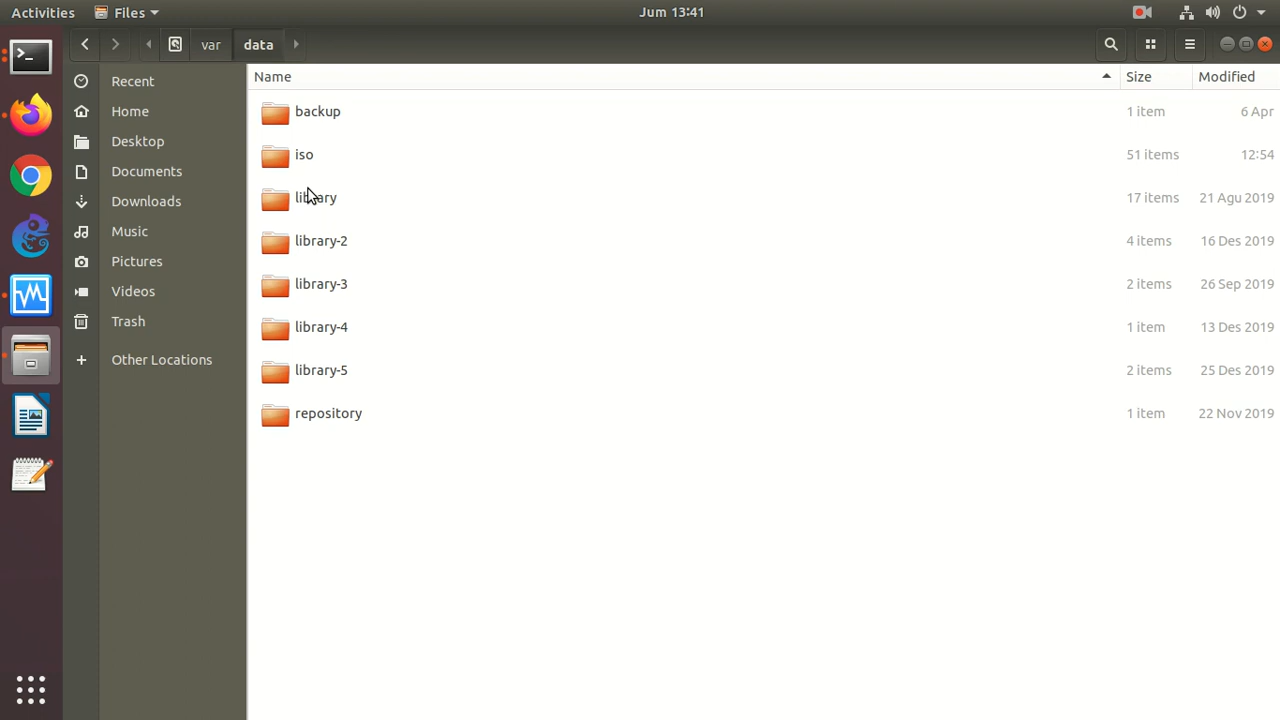 Activities Files Jum 13:41
var data
Name Size Modified
Recent
Home
Desktop
Documents
Downloads
Music
Pictures
Videos
Trash
Other Locations
backup 1 item 6 Apr
iso 51 items 12:54
library 17 items 21 Agu 2019
library-2 4 items 16 Des 2019
library-3 2 items 26 Sep 2019
library-4 1 item 13 Des 2019
library-5 2 items 25 Des 2019
repository 1 item 22 Nov 2019